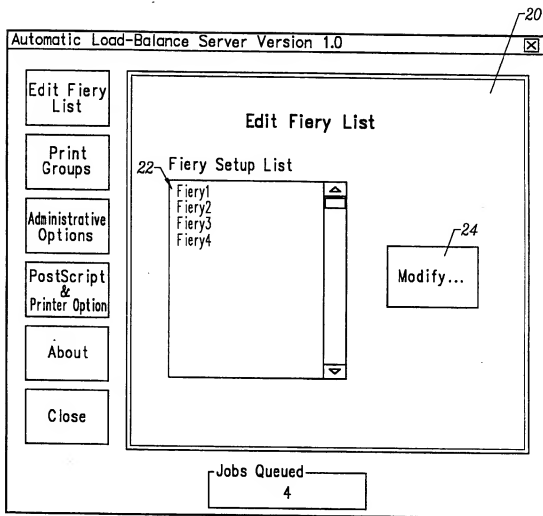 20
Automatic Load-Balance Server Version 1.0
Edit Fiery
List
Print
Groups
Administrative
Options
PostScript
&
Printer Option
About
Close
Edit Fiery List
22
Fiery Setup List
Fiery1
Fiery2
Fiery3
Fiery4
24
Modify...
Jobs Queued
4